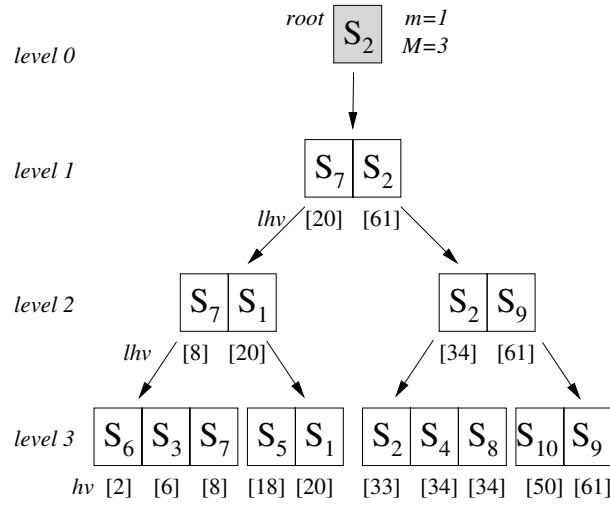 root S₂ m=1
M=3
level 0
level 1 S₇ S₂
lhv [20] [61]
level 2 S₇ S₁ S₂ S₉
lhv [8] [20] [34] [61]
level 3 S₆ S₃ S₇ S₅ S₁ S₂ S₄ S₈ S₁₀ S₉
hv [2] [6] [8] [18] [20] [33] [34] [34] [50] [61]